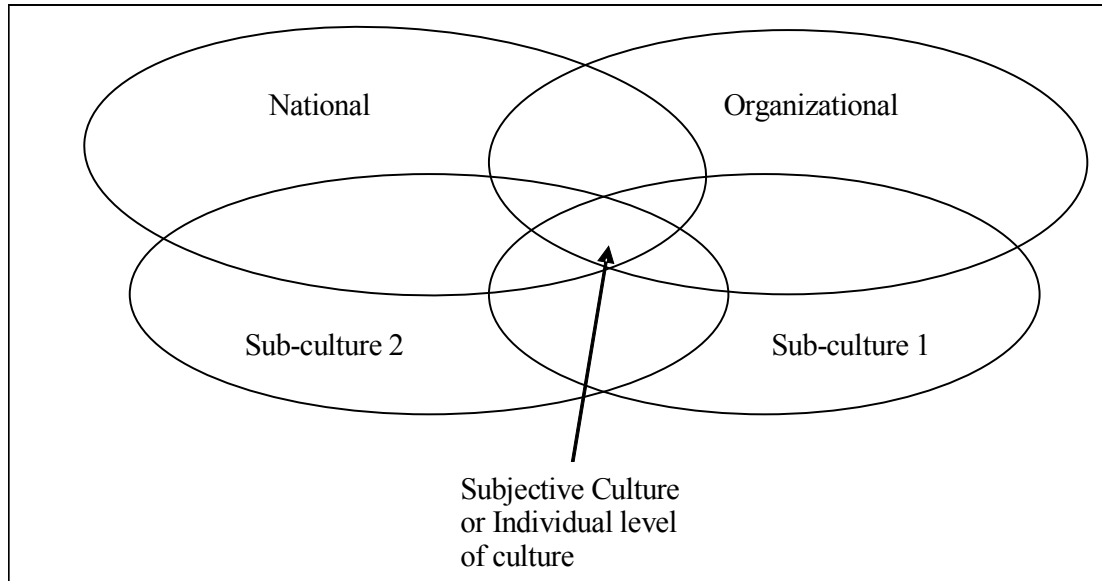 National
Organizational
Sub-culture 2
Sub-culture 1
Subjective Culture
or Individual level
of culture